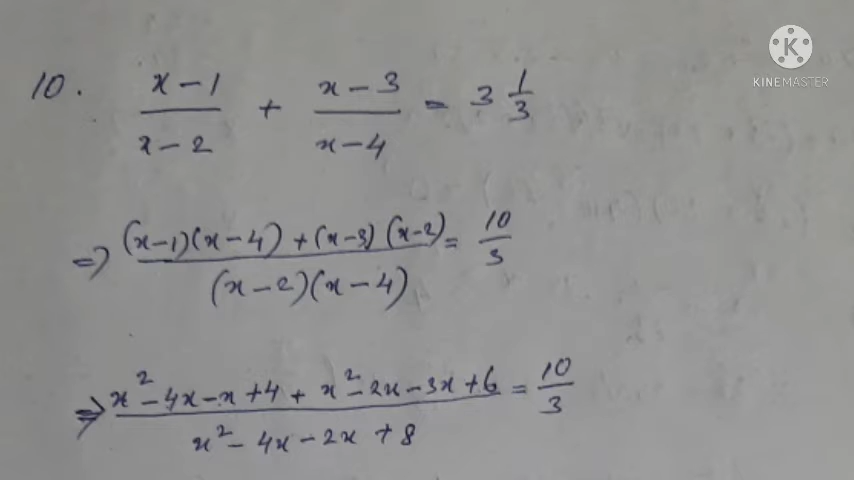 KINEMASTER
10. (x-1)/(x-2) + (x-3)/(x-4) = 3 1/3
⇒ ((x-1)(x-4)+(x-3)(x-2))/((x-2)(x-4)) = 10/3
⇒ (x²-4x-x+4+x²-2x-3x+6)/(x²-4x-2x+8) = 10/3